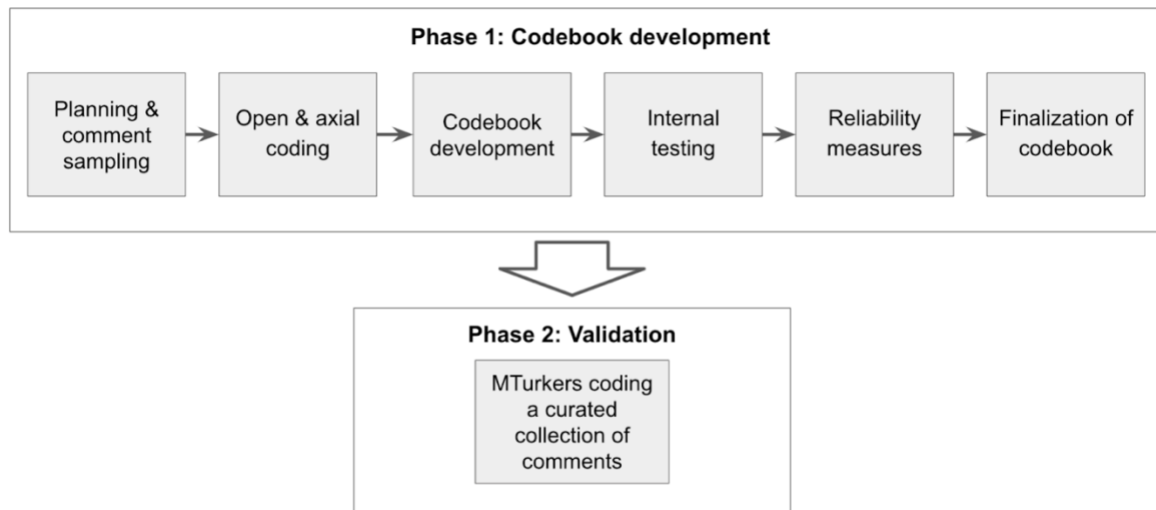 Phase 1: Codebook development
Planning &
comment
sampling
Open & axial
coding
Codebook
development
Internal
testing
Reliability
measures
Finalization of
codebook
Phase 2: Validation
MTurkers coding
a curated
collection of
comments